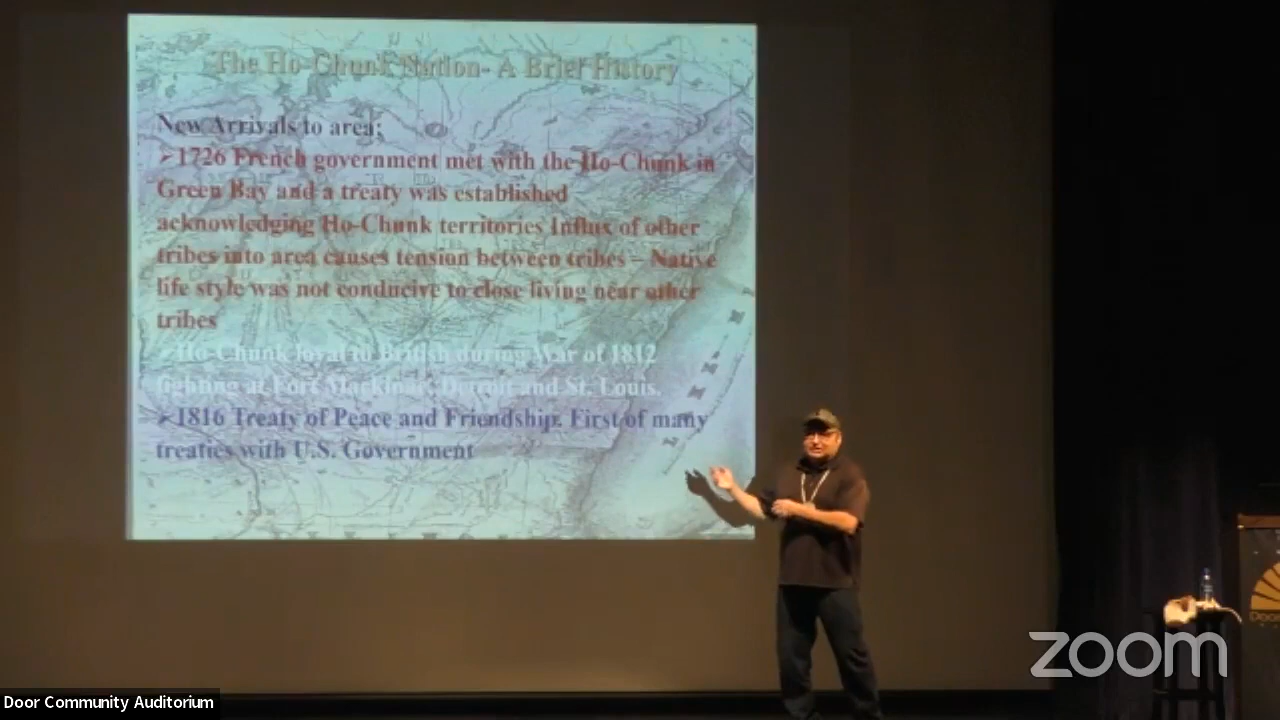 The Ho-Chunk Nation- A Brief History
New Arrivals to area:
➢1726 French government met with the Ho-Chunk in
Green Bay and a treaty was established
acknowledging Ho-Chunk territories Influx of other
tribes into area causes tension between tribes – Native
life style was not conducive to close living near other
tribes
➢Ho-Chunk loyal to British during War of 1812
fighting at Fort Mackinac, Detroit and St. Louis.
➢1816 Treaty of Peace and Friendship. First of many
treaties with U.S. Government
zoom
Door Community Auditorium